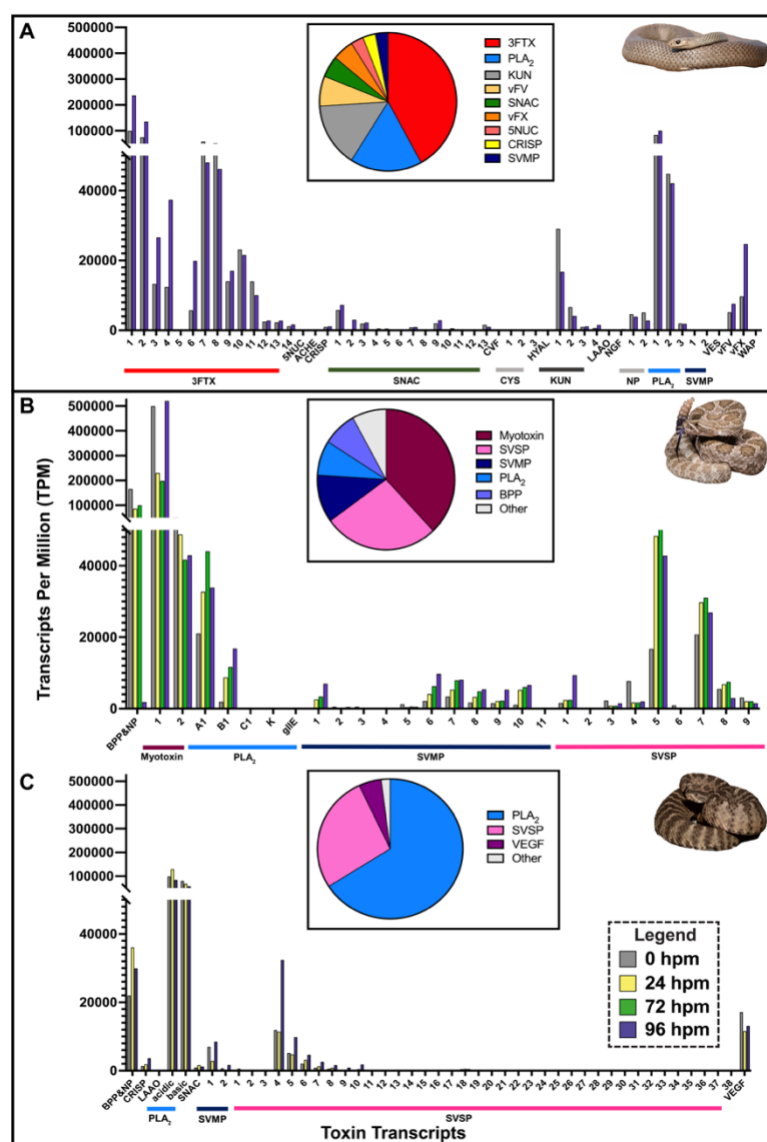 A
500000
400000
300000
200000
100000
40000
20000
0
3FTX
PLA2
KUN
vFV
SNAC
vFX
5NUC
CRISP
SVMP
1 2 3 4 5 6 7 8 9 10 11 12 13 14 5NUC ACHE CRISP 1 2 3 4 5 6 7 8 9 10 11 12 13 CVF 1 2 3 HYAL 1 2 3 4 LAAO NGF 1 2 1 2 3 1 2 VES vFV vFX WAP
3FTX SNAC CYS KUN NP PLA2 SVMP
Transcripts Per Million (TPM)
B
500000
400000
300000
200000
100000
40000
20000
0
Myotoxin
SVSP
SVMP
PLA2
BPP
Other
BPP&NP 1 2 A1 B1 C1 K gIIE 1 2 3 4 5 6 7 8 9 10 11 1 2 3 4 5 6 7 8 9
Myotoxin PLA2 SVMP SVSP
C
500000
400000
300000
200000
100000
40000
20000
0
PLA2
SVSP
VEGF
Other
Legend
0 hpm
24 hpm
72 hpm
96 hpm
BPP&NP CRISP LAAO acidic basic SNAC 1 2 1 2 3 4 5 6 7 8 9 10 11 12 13 14 15 16 17 18 19 20 21 22 23 24 25 26 27 28 29 30 31 32 33 34 35 36 37 38 VEGF
PLA2 SVMP SVSP
Toxin Transcripts